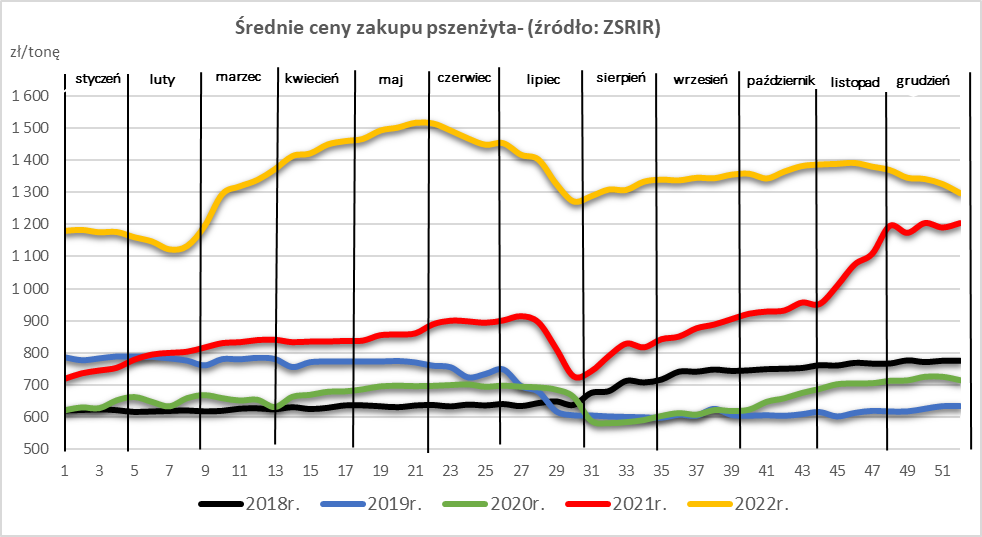 Średnie ceny zakupu pszenżyta- (źródło: ZSRIR)
zł/tonę
styczeń luty marzec kwiecień maj czerwiec lipiec sierpień wrzesień październik listopad grudzień
1 600
1 500
1 400
1 300
1 200
1 100
1 000
900
800
700
600
500
1 3 5 7 9 11 13 15 17 19 21 23 25 27 29 31 33 35 37 39 41 43 45 47 49 51
2018r. 2019r. 2020r. 2021r. 2022r.